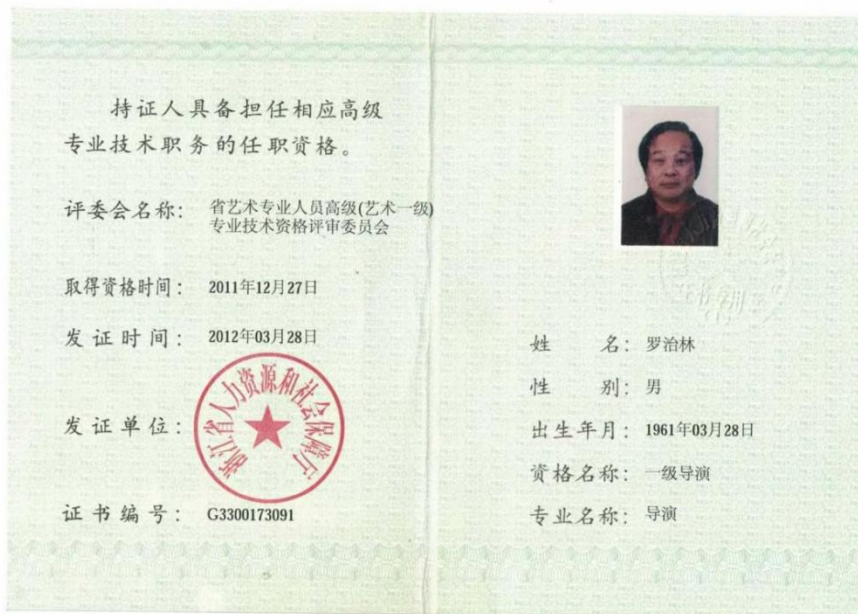 持证人具备担任相应高级
专业技术职务的任职资格。
评委会名称： 省艺术专业人员高级(艺术一级)
专业技术资格评审委员会
取得资格时间： 2011年12月27日
发证时间： 2012年03月28日
发证单位：
浙江省人力资源和社会保障厅
证书编号： G3300173091
姓 名： 罗治林
性 别： 男
出生年月： 1961年03月28日
资格名称： 一级导演
专业名称： 导演